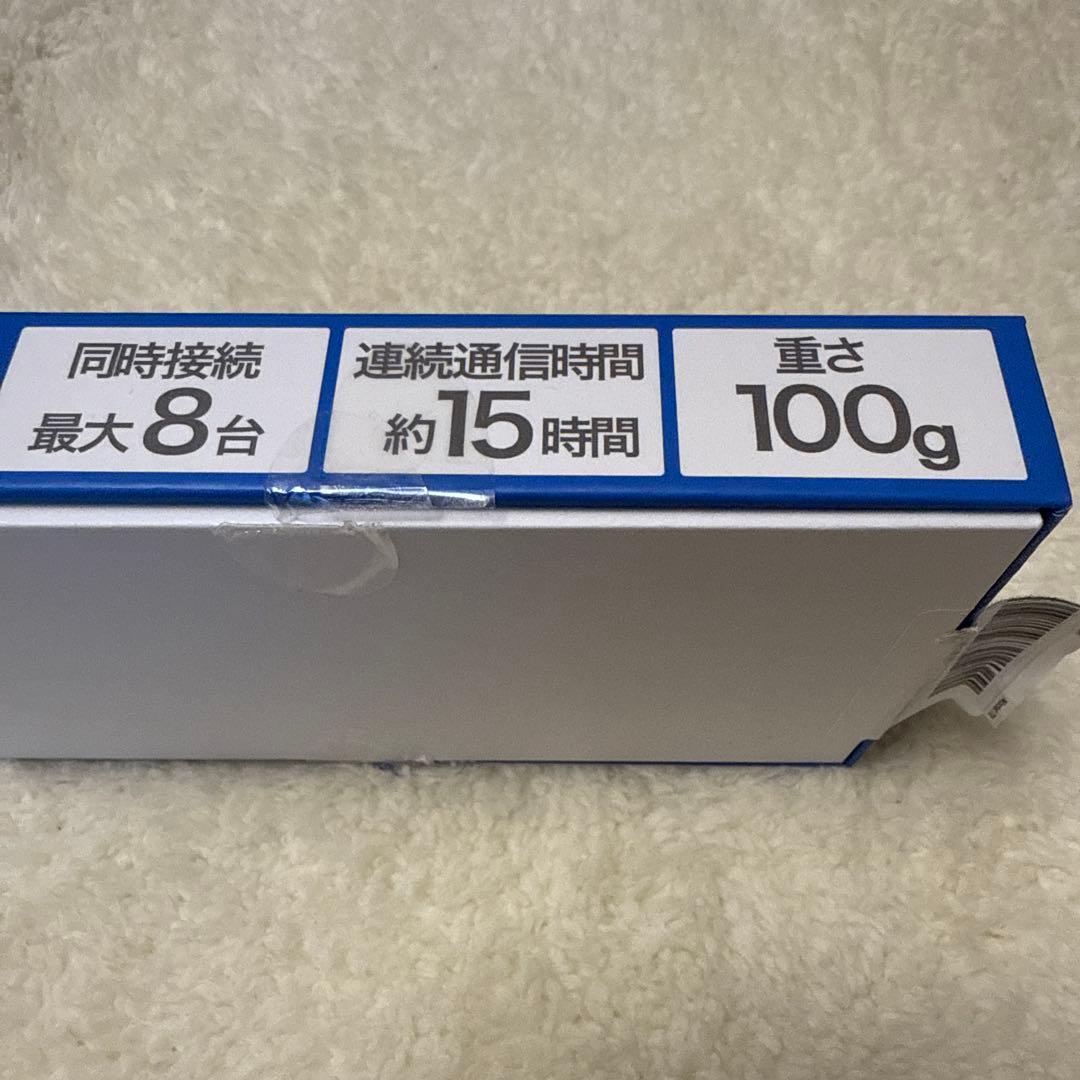 同時接続
最大8台
連続通信時間
約15時間
重さ
100g